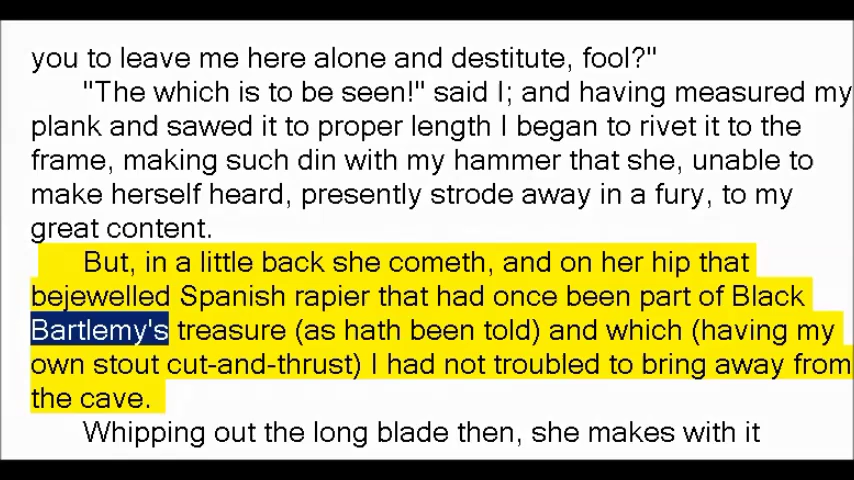 you to leave me here alone and destitute, fool?"
"The which is to be seen!" said I; and having measured my
plank and sawed it to proper length I began to rivet it to the
frame, making such din with my hammer that she, unable to
make herself heard, presently strode away in a fury, to my
great content.
But, in a little back she cometh, and on her hip that
bejewelled Spanish rapier that had once been part of Black
Bartlemy's treasure (as hath been told) and which (having my
own stout cut-and-thrust) I had not troubled to bring away from
the cave.
Whipping out the long blade then, she makes with it